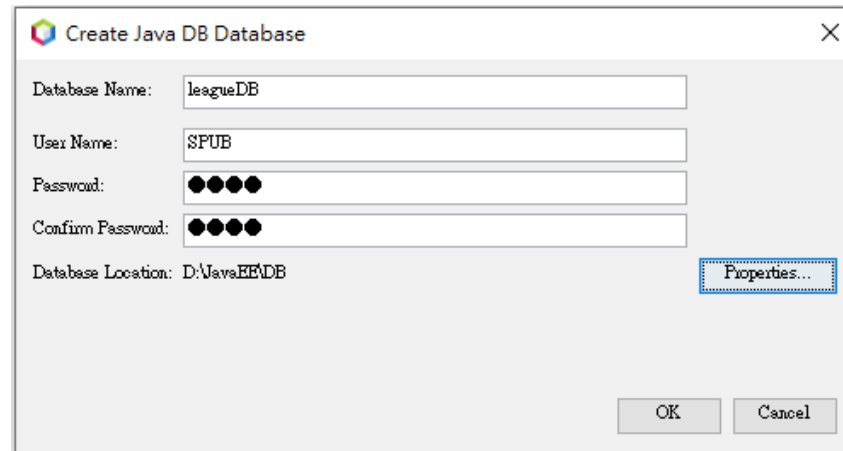 Create Java DB Database
Database Name: leagueDB
User Name: SPUB
Password: ●●●●
Confirm Password: ●●●●
Database Location: D:\JavaEE\DB Properties...
OK Cancel